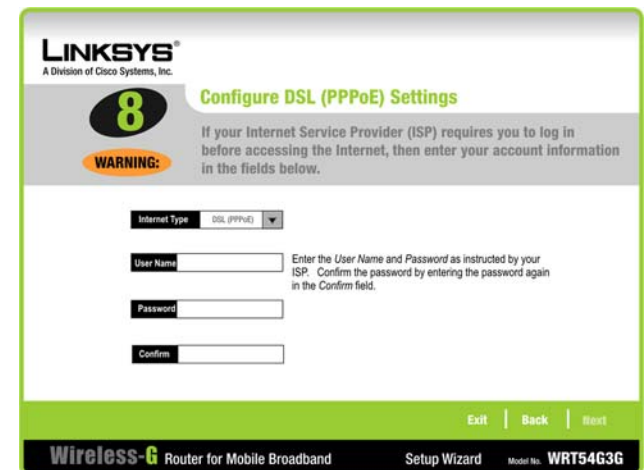 LINKSYS®
A Division of Cisco Systems, Inc.
8
WARNING:
Configure DSL (PPPoE) Settings
If your Internet Service Provider (ISP) requires you to log in
before accessing the Internet, then enter your account information
in the fields below.
Internet Type DSL (PPPoE)
User Name
Enter the User Name and Password as instructed by your
ISP. Confirm the password by entering the password again
in the Confirm field.
Password
Confirm
Exit | Back | Next
Wireless-G Router for Mobile Broadband Setup Wizard Model No. WRT54G3G